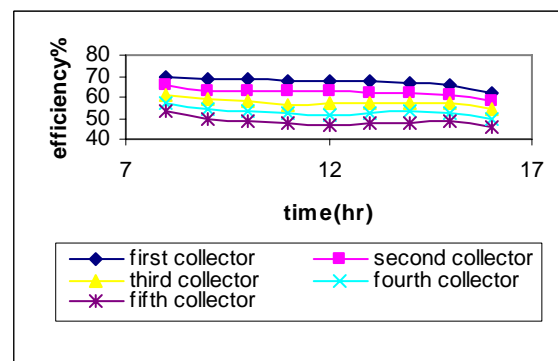 efficiency%
80
70
60
50
40
7 12 17
time(hr)
first collector second collector
third collector fourth collector
fifth collector